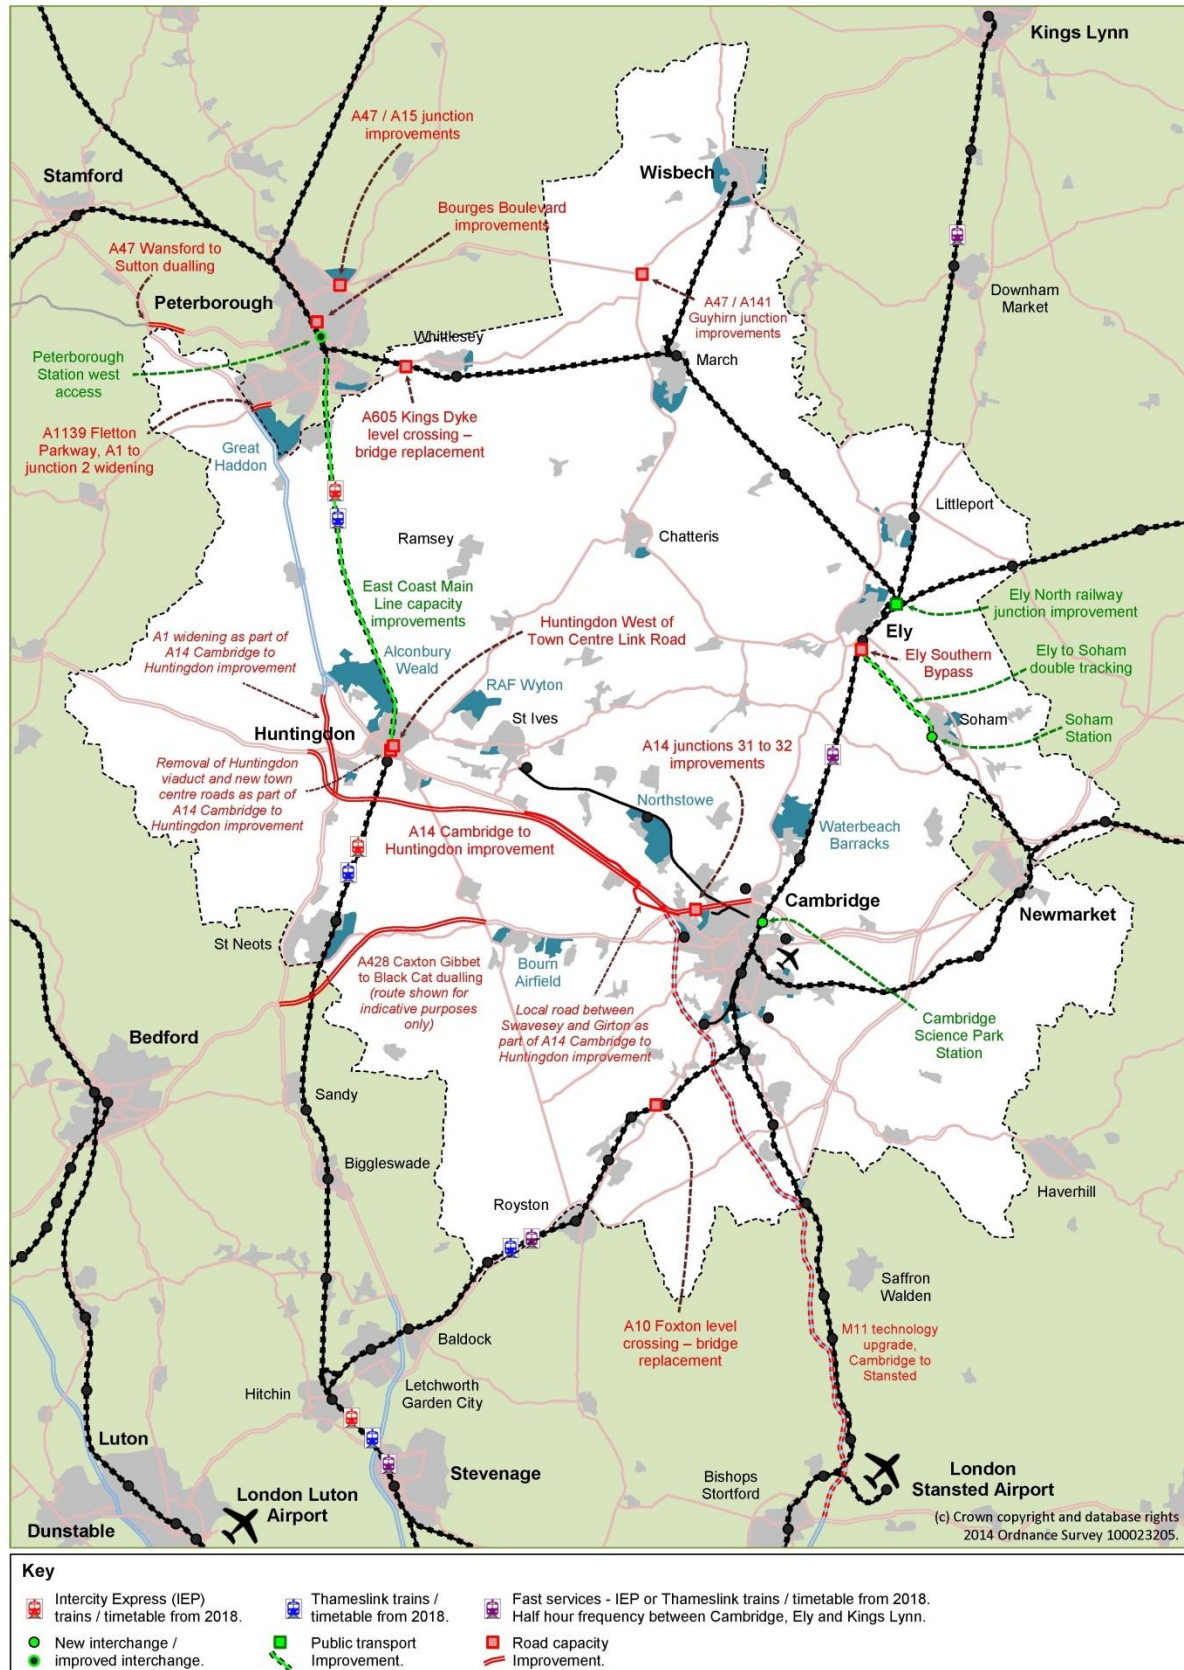 Kings Lynn
A47 / A15 junction
improvements
Wisbech
Stamford
Bourges Boulevard
improvements
A47 Wansford to
Sutton dualling
Peterborough
Downham
Market
A47 / A141
Guyhirn junction
improvements
Whittlesey
March
Peterborough
Station west
access
A605 Kings Dyke
level crossing –
bridge replacement
A1139 Fletton
Parkway, A1 to
junction 2 widening
Great
Haddon
Littleport
Ramsey
Chatteris
East Coast Main
Line capacity
improvements
Ely North railway
junction improvement
Ely
Huntingdon West of
Town Centre Link Road
A1 widening as part of
A14 Cambridge to
Huntingdon improvement
Alconbury
Weald
Ely Southern
Bypass
Ely to Soham
double tracking
RAF Wyton
St Ives
Soham
Soham
Station
Huntingdon
A14 junctions 31 to 32
improvements
Removal of Huntingdon
viaduct and new town
centre roads as part of
A14 Cambridge to
Huntingdon improvement
Northstowe
Waterbeach
Barracks
A14 Cambridge to
Huntingdon improvement
Cambridge
Newmarket
St Neots
A428 Caxton Gibbet
to Black Cat dualling
(route shown for
indicative purposes
only)
Bourn
Airfield
Local road between
Swavesey and Girton as
part of A14 Cambridge to
Huntingdon improvement
Cambridge
Science Park
Station
Bedford
Sandy
Biggleswade
Haverhill
Royston
Saffron
Walden
A10 Foxton level
crossing – bridge
replacement
M11 technology
upgrade,
Cambridge to
Stansted
Baldock
Hitchin
Letchworth
Garden City
Luton
Stevenage
Bishops
Stortford
London
Stansted Airport
London Luton
Airport
Dunstable
(c) Crown copyright and database rights
2014 Ordnance Survey 100023205.
Key
Intercity Express (IEP)
trains / timetable from 2018.
Thameslink trains /
timetable from 2018.
Fast services - IEP or Thameslink trains / timetable from 2018.
Half hour frequency between Cambridge, Ely and Kings Lynn.
New interchange /
improved interchange.
Public transport
Improvement.
Road capacity
Improvement.